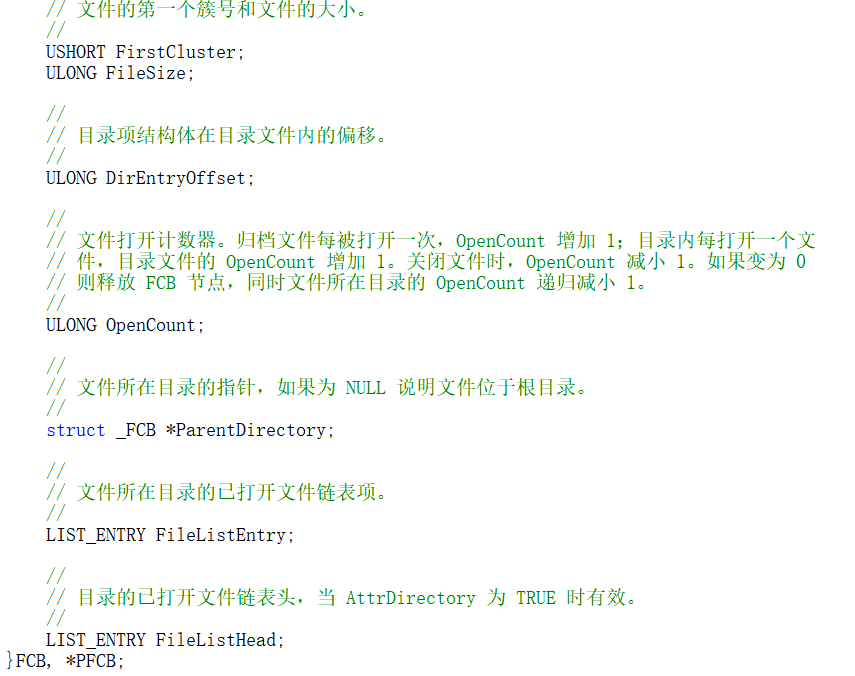 // 文件的第一个簇号和文件的大小。
//
USHORT FirstCluster;
ULONG FileSize;
//
// 目录项结构体在目录文件内的偏移。
//
ULONG DirEntryOffset;
//
// 文件打开计数器。归档文件每被打开一次，OpenCount 增加 1；目录内每打开一个文
// 件，目录文件的 OpenCount 增加 1。关闭文件时，OpenCount 减小 1。如果变为 0
// 则释放 FCB 节点，同时文件所在目录的 OpenCount 递归减小 1。
//
ULONG OpenCount;
//
// 文件所在目录的指针，如果为 NULL 说明文件位于根目录。
//
struct _FCB *ParentDirectory;
//
// 文件所在目录的已打开文件链表项。
//
LIST_ENTRY FileListEntry;
//
// 目录的已打开文件链表头，当 AttrDirectory 为 TRUE 时有效。
//
LIST_ENTRY FileListHead;
}FCB, *PFCB;